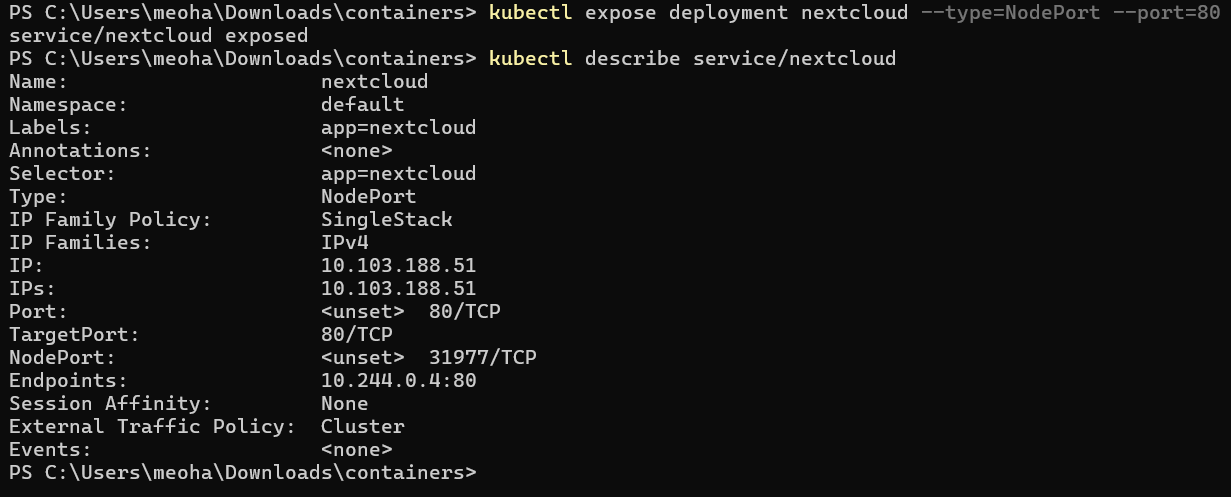 PS C:\Users\meoha\Downloads\containers> kubectl expose deployment nextcloud --type=NodePort --port=80
service/nextcloud exposed
PS C:\Users\meoha\Downloads\containers> kubectl describe service/nextcloud
Name:                     nextcloud
Namespace:                default
Labels:                   app=nextcloud
Annotations:              <none>
Selector:                 app=nextcloud
Type:                     NodePort
IP Family Policy:         SingleStack
IP Families:              IPv4
IP:                       10.103.188.51
IPs:                      10.103.188.51
Port:                     <unset>  80/TCP
TargetPort:               80/TCP
NodePort:                 <unset>  31977/TCP
Endpoints:                10.244.0.4:80
Session Affinity:         None
External Traffic Policy:  Cluster
Events:                   <none>
PS C:\Users\meoha\Downloads\containers>